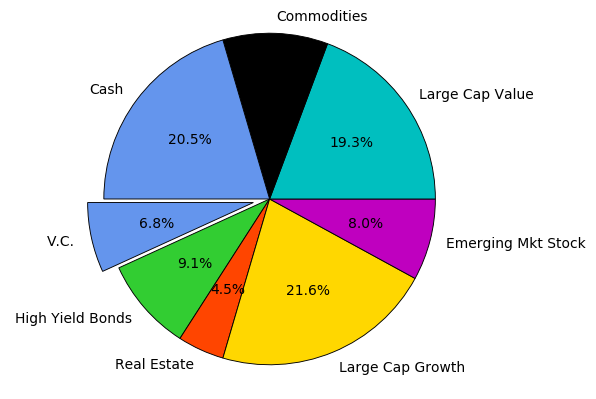 Commodities
Cash
Large Cap Value
20.5%
19.3%
6.8%
8.0%
V.C.
Emerging Mkt Stock
9.1%
4.5%
21.6%
High Yield Bonds
Real Estate
Large Cap Growth